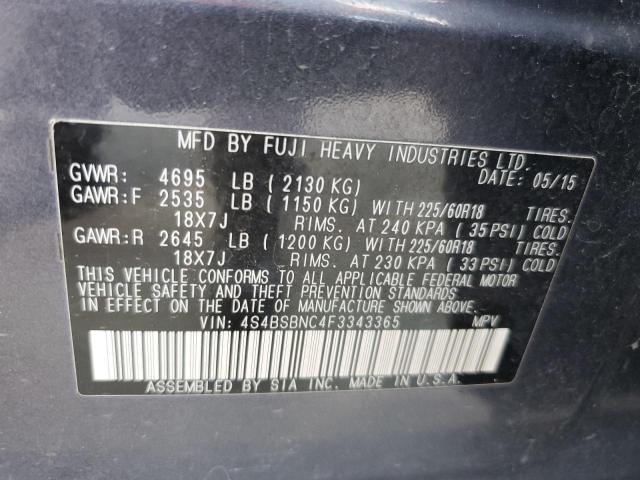 MFD BY FUJI HEAVY INDUSTRIES LTD.
GVWR: 4695 LB (2130 KG) DATE: 05/15
GAWR:F 2535 LB (1150 KG) WITH 225/60R18 TIRES.
18X7J RIMS. AT 240 KPA (35 PSI) COLD
GAWR:R 2645 LB (1200 KG) WITH 225/60R18 TIRES.
18X7J RIMS. AT 230 KPA (33 PSI) COLD
THIS VEHICLE CONFORMS TO ALL APPLICABLE FEDERAL MOTOR
VEHICLE SAFETY AND THEFT PREVENTION STANDARDS
IN EFFECT ON THE DATE OF MANUFACTURE SHOWN ABOVE.
VIN: 4S4BSBNC4F3343365 MPV
ASSEMBLED BY SIA INC. MADE IN U.S.A.